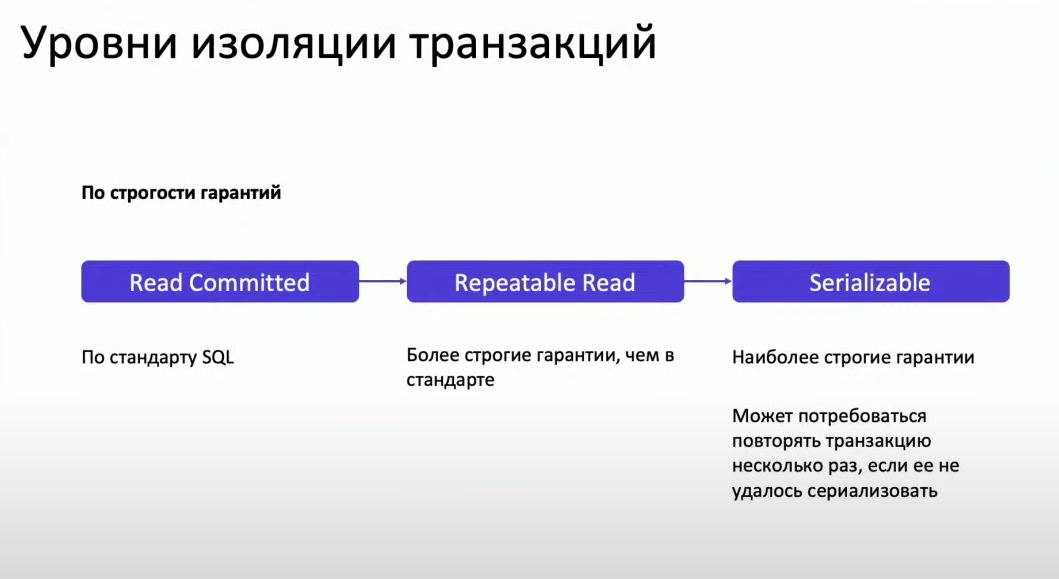 Уровни изоляции транзакций
По строгости гарантий
Read Committed
Repeatable Read
Serializable
По стандарту SQL
Более строгие гарантии, чем в
стандарте
Наиболее строгие гарантии
Может потребоваться
повторять транзакцию
несколько раз, если ее не
удалось сериализовать